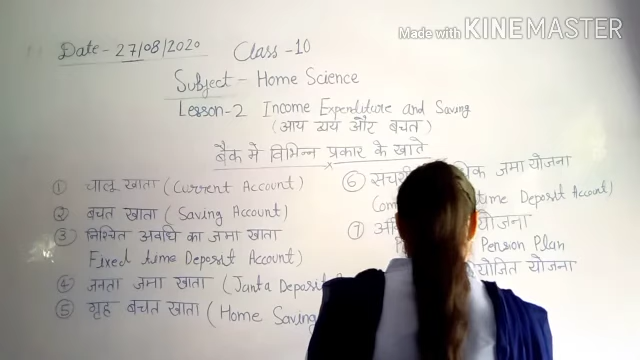 Made with KINEMASTER
Date - 27/08/2020 Class - 10
Subject - Home Science
Lesson-2 Income Expenditure and Saving
(आय व्यय और बचत)
बैंक मे विभिन्न प्रकार के खाते
① चालू खाता (Current Account)
② बचत खाता (Saving Account)
③ निश्चित अवधि का जमा खाता
Fixed time Deposit Account)
④ जनता जमा खाता (Janta Deposit
⑤ गृह बचत खाता (Home Saving
⑥ जमा योजना
time Deposit Account)
⑦ योजना
Pension Plan
योजना